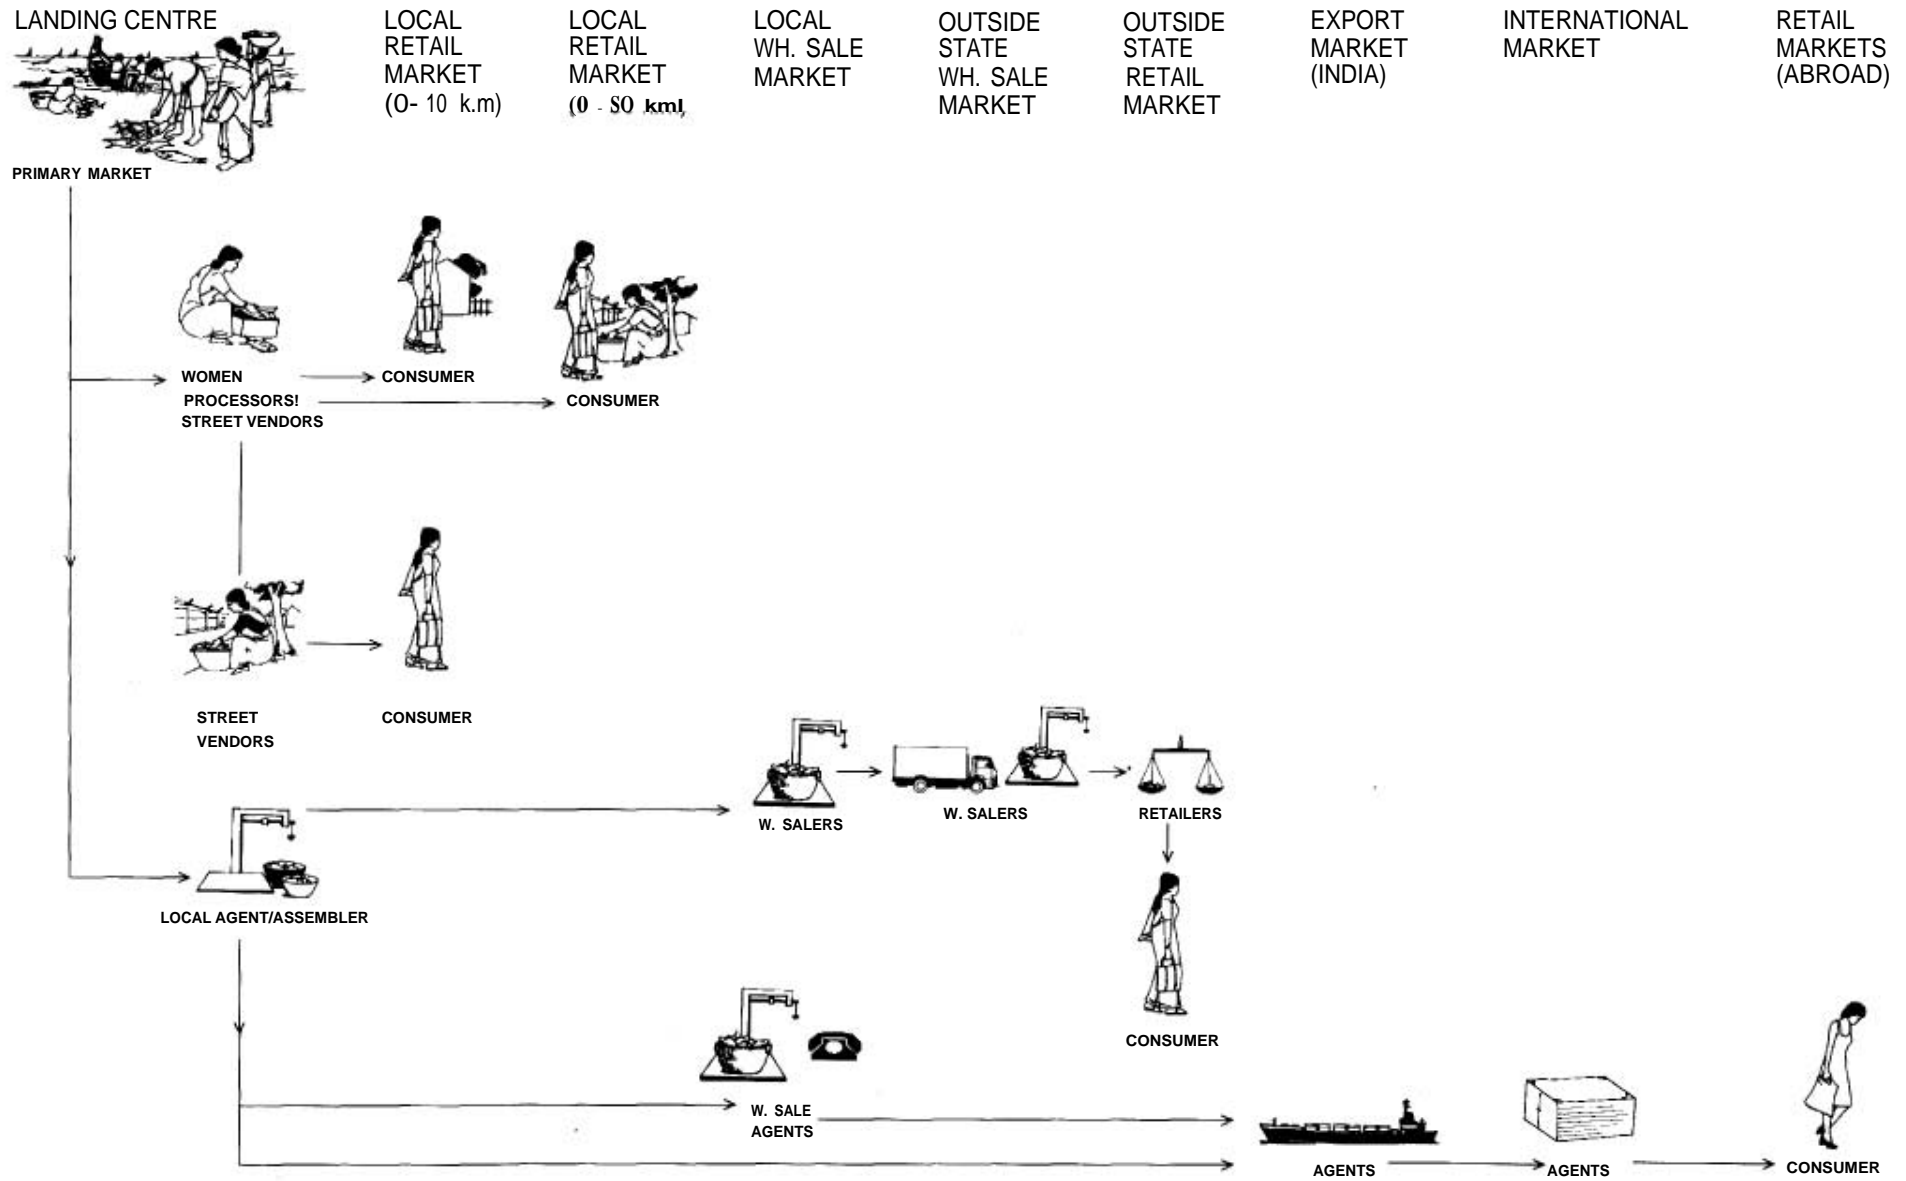 LANDING CENTRE
PRIMARY MARKET
LOCAL
RETAIL
MARKET
(O- 10 k.m)
LOCAL
RETAIL
MARKET
(0 - SO kml,
LOCAL
WH. SALE
MARKET
OUTSIDE
STATE
WH. SALE
MARKET
OUTSIDE
STATE
RETAIL
MARKET
EXPORT
MARKET
(INDIA)
INTERNATIONAL
MARKET
RETAIL
MARKETS
(ABROAD)
WOMEN
PROCESSORS!
STREET VENDORS
CONSUMER
CONSUMER
STREET
VENDORS
CONSUMER
W. SALERS
W. SALERS
RETAILERS
LOCAL AGENT/ASSEMBLER
CONSUMER
W. SALE
AGENTS
AGENTS
AGENTS
CONSUMER